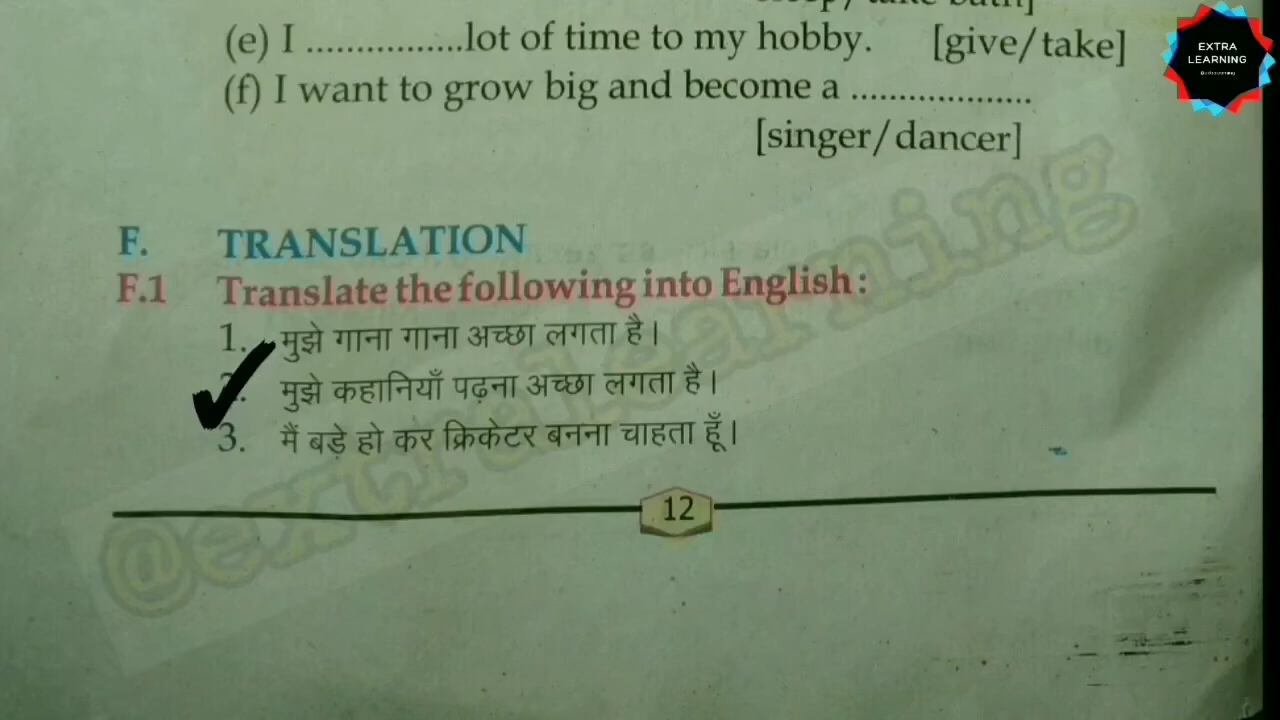 (e) I ................lot of time to my hobby. [give/take]
(f) I want to grow big and become a ...................
[singer/dancer]
EXTRA
LEARNING
F. TRANSLATION
F.1 Translate the following into English :
1. मुझे गाना गाना अच्छा लगता है।
मुझे कहानियाँ पढ़ना अच्छा लगता है।
3. मैं बड़े हो कर क्रिकेटर बनना चाहता हूँ।
12
@extralearning